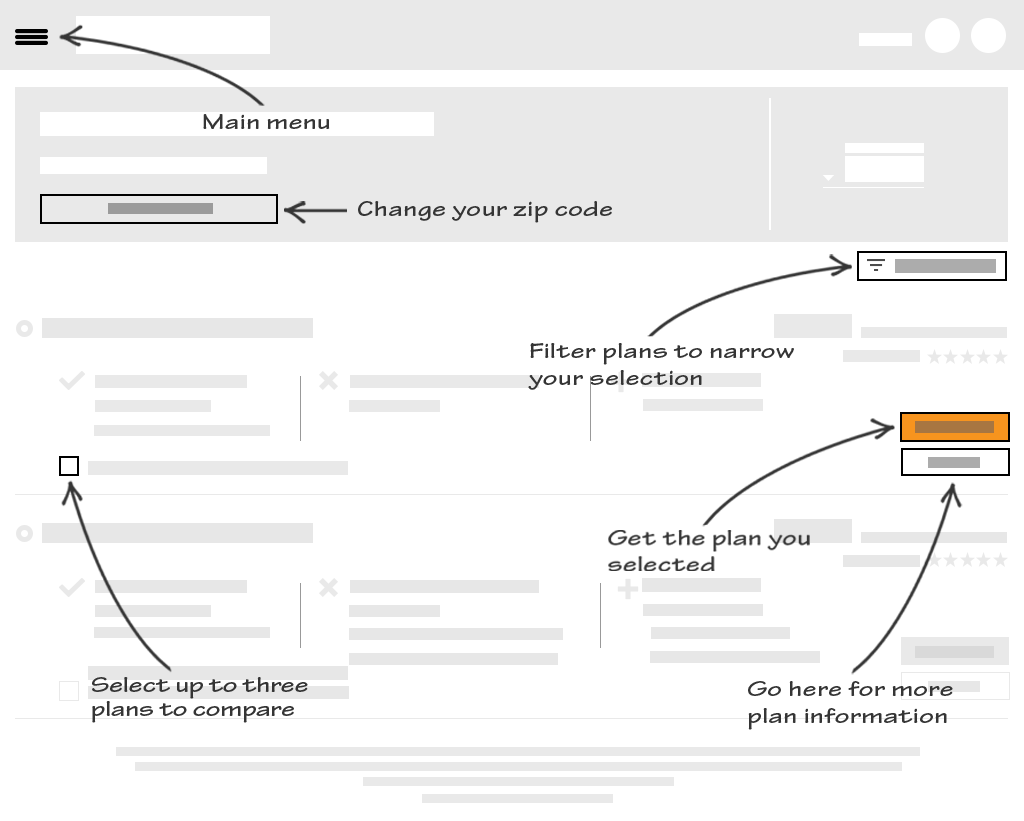 Main menu
Change your zip code
Filter plans to narrow
your selection
Get the plan you
selected
Select up to three
plans to compare
Go here for more
plan information